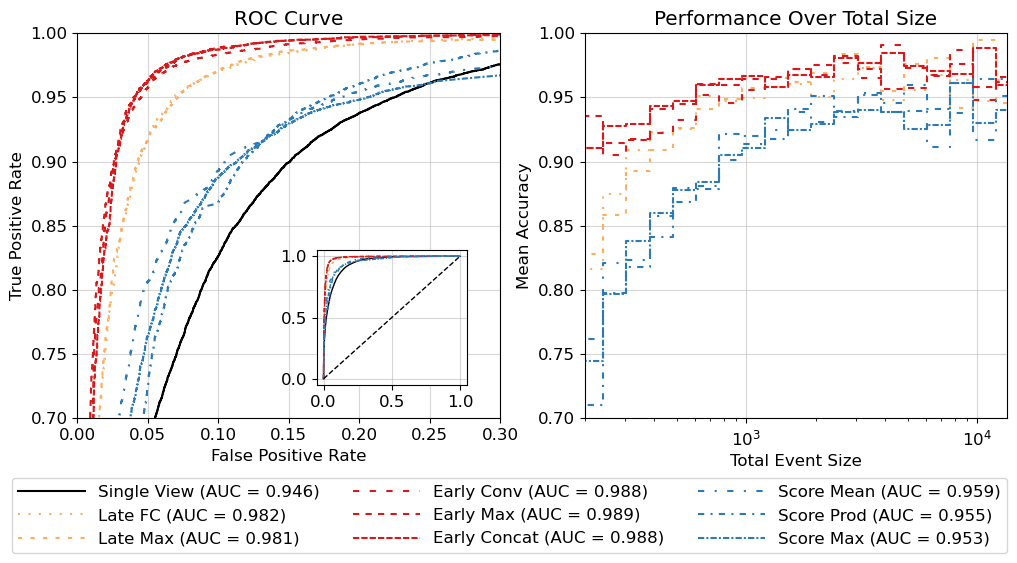 ROC Curve
1.00
0.95
0.90
0.85
0.80
0.75
0.70
True Positive Rate
0.00 0.05 0.10 0.15 0.20 0.25 0.30
False Positive Rate
1.0
0.5
0.0
0.0 0.5 1.0
Performance Over Total Size
1.00
0.95
0.90
0.85
0.80
0.75
0.70
Mean Accuracy
10³ 10⁴
Total Event Size
Single View (AUC = 0.946)
Late FC (AUC = 0.982)
Late Max (AUC = 0.981)
Early Conv (AUC = 0.988)
Early Max (AUC = 0.989)
Early Concat (AUC = 0.988)
Score Mean (AUC = 0.959)
Score Prod (AUC = 0.955)
Score Max (AUC = 0.953)